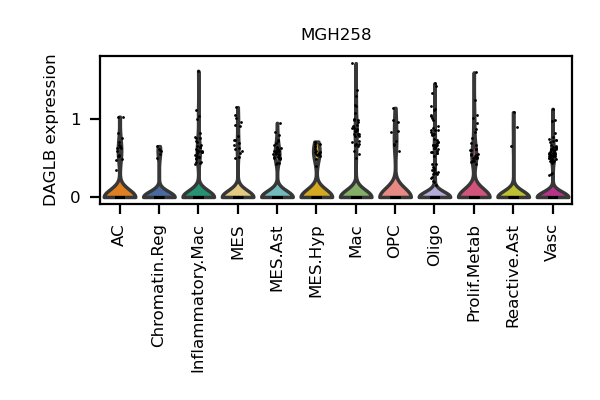 MGH258
DAGLB expression
1
0
AC
Chromatin.Reg
Inflammatory.Mac
MES
MES.Ast
MES.Hyp
Mac
OPC
Oligo
Prolif.Metab
Reactive.Ast
Vasc